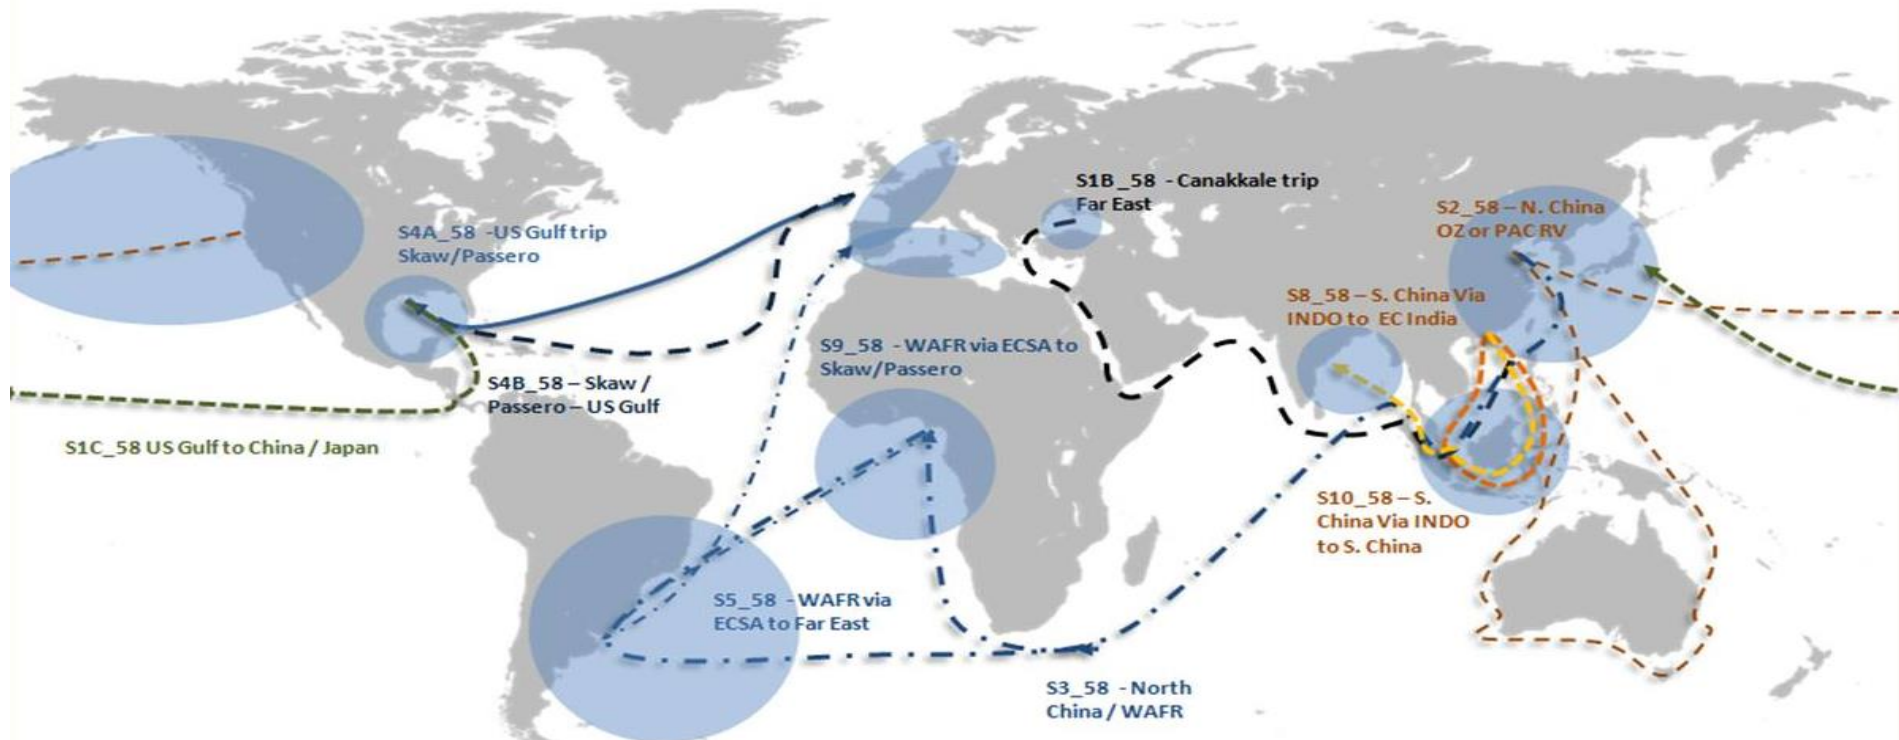 S1B_58 - Canakkale trip
Far East
S2_58 – N. China
OZ or PAC RV
S4A_58 -US Gulf trip
Skaw/Passero
S8_58 – S. China Via
INDO to EC India
S9_58 - WAFR via ECSA to
Skaw/Passero
S4B_58 – Skaw /
Passero – US Gulf
S1C_58 US Gulf to China / Japan
S10_58 – S.
China Via INDO
to S. China
S5_58 - WAFR via
ECSA to Far East
S3_58 - North
China / WAFR